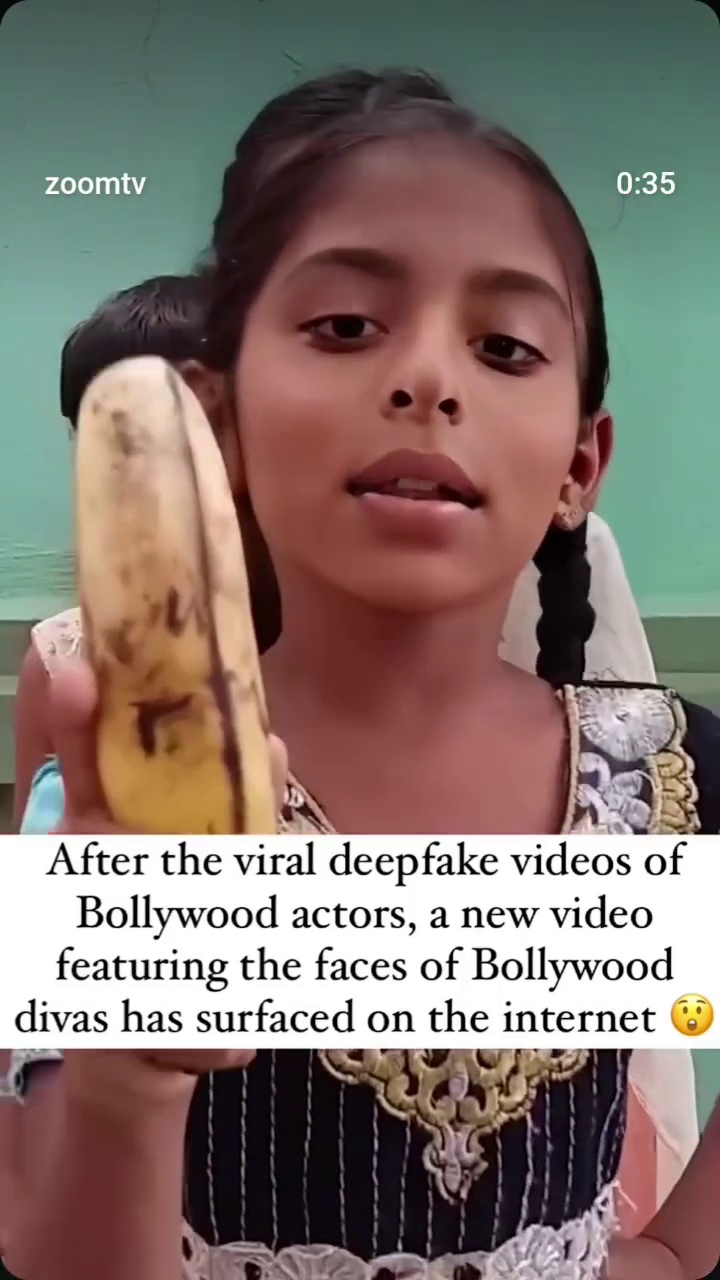 zoomtv
0:35
After the viral deepfake videos of
Bollywood actors, a new video
featuring the faces of Bollywood
divas has surfaced on the internet 😲